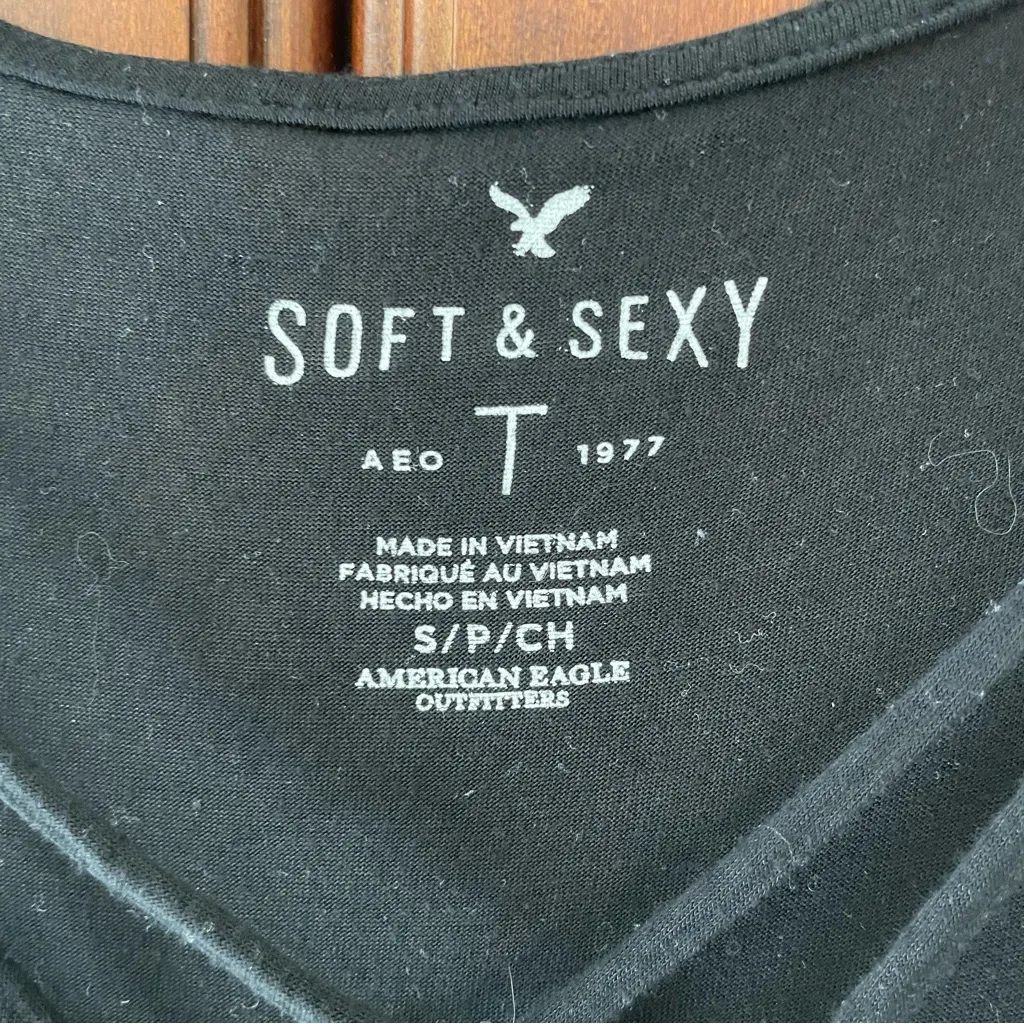 SOFT & SEXY
AEO T 1977
MADE IN VIETNAM
FABRIQUÉ AU VIETNAM
HECHO EN VIETNAM
S/P/CH
AMERICAN EAGLE
OUTFITTERS